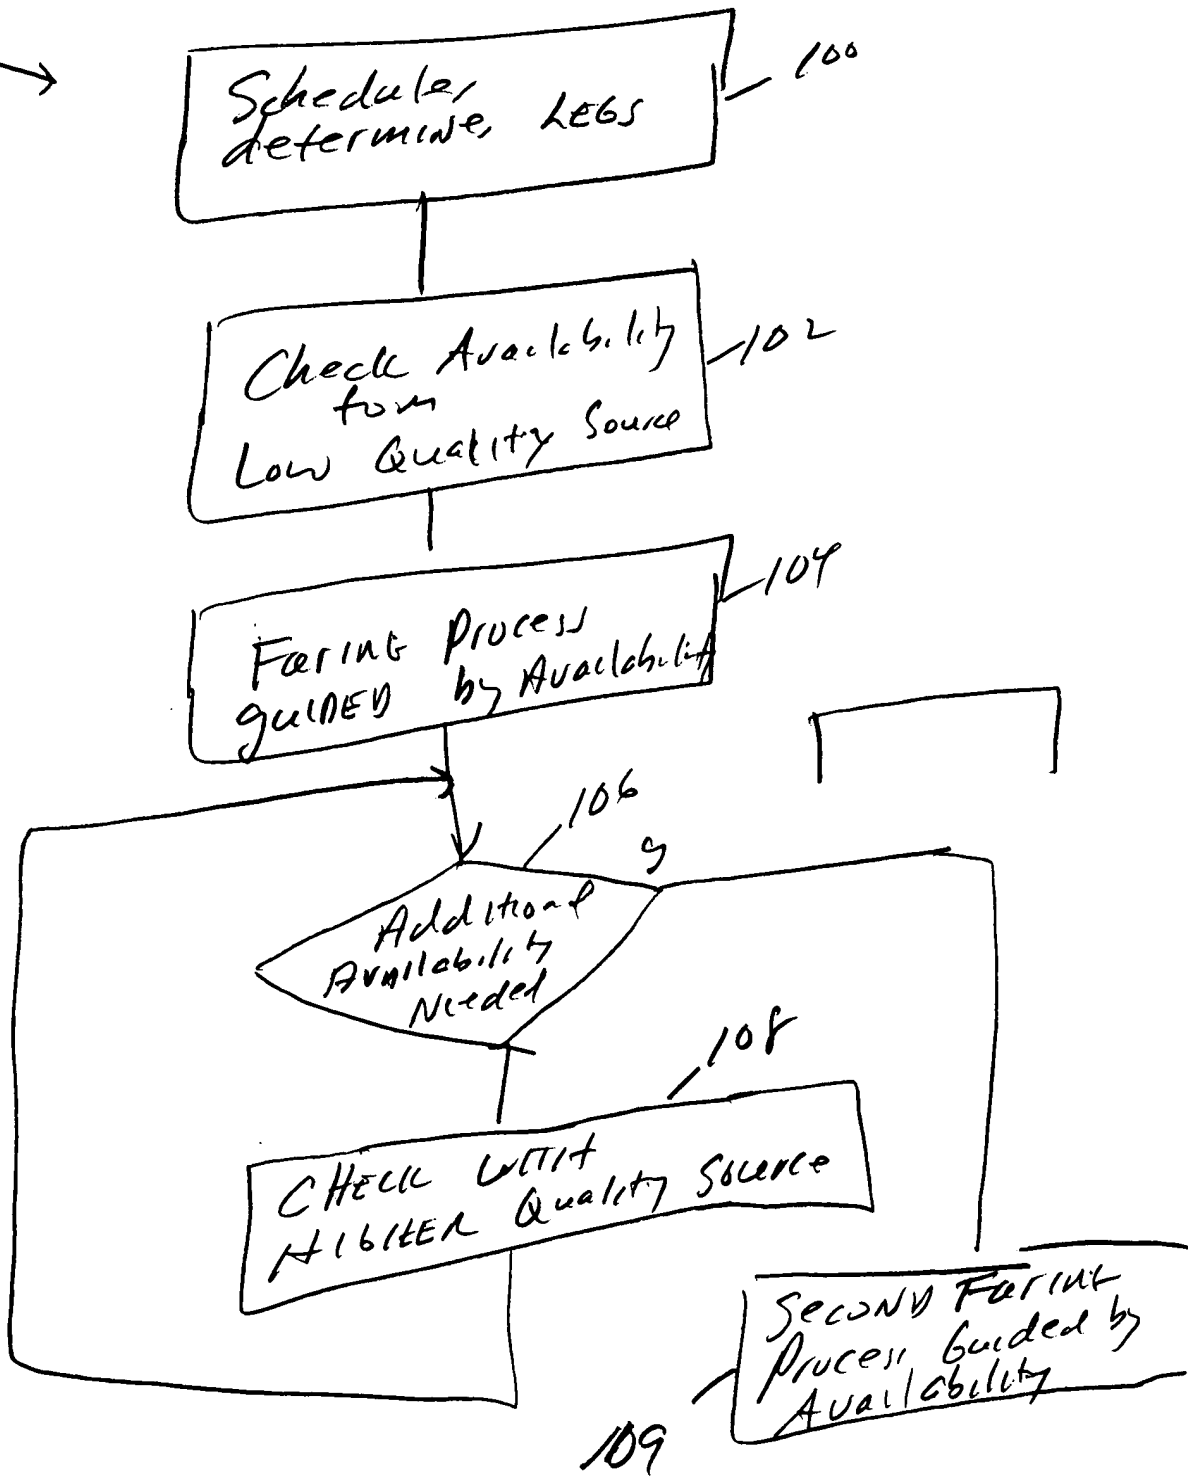 Scheduler
determines LEGS
100
Check Availability
from
Low Quality Source
102
Faring Process
guIDED by Availability
104
106
y
Additional
Availability
Needed
108
CHECK WITH
HIGHER Quality Source
SECOND Faring
Process Guided by
Availability
109